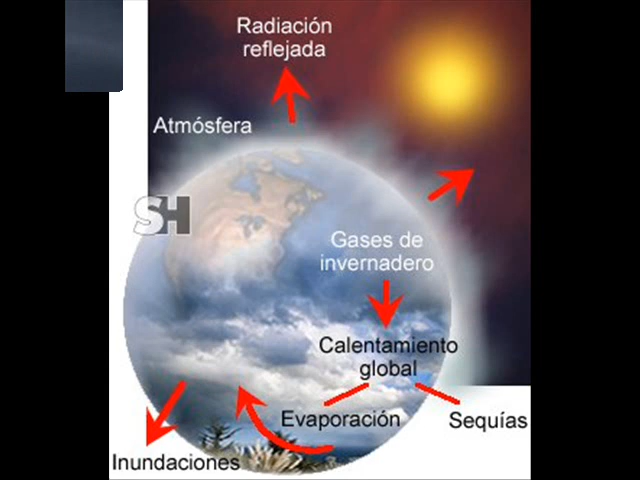 Radiación
reflejada
Atmósfera
SH
Gases de
invernadero
Calentamiento
global
Evaporación
Sequías
Inundaciones